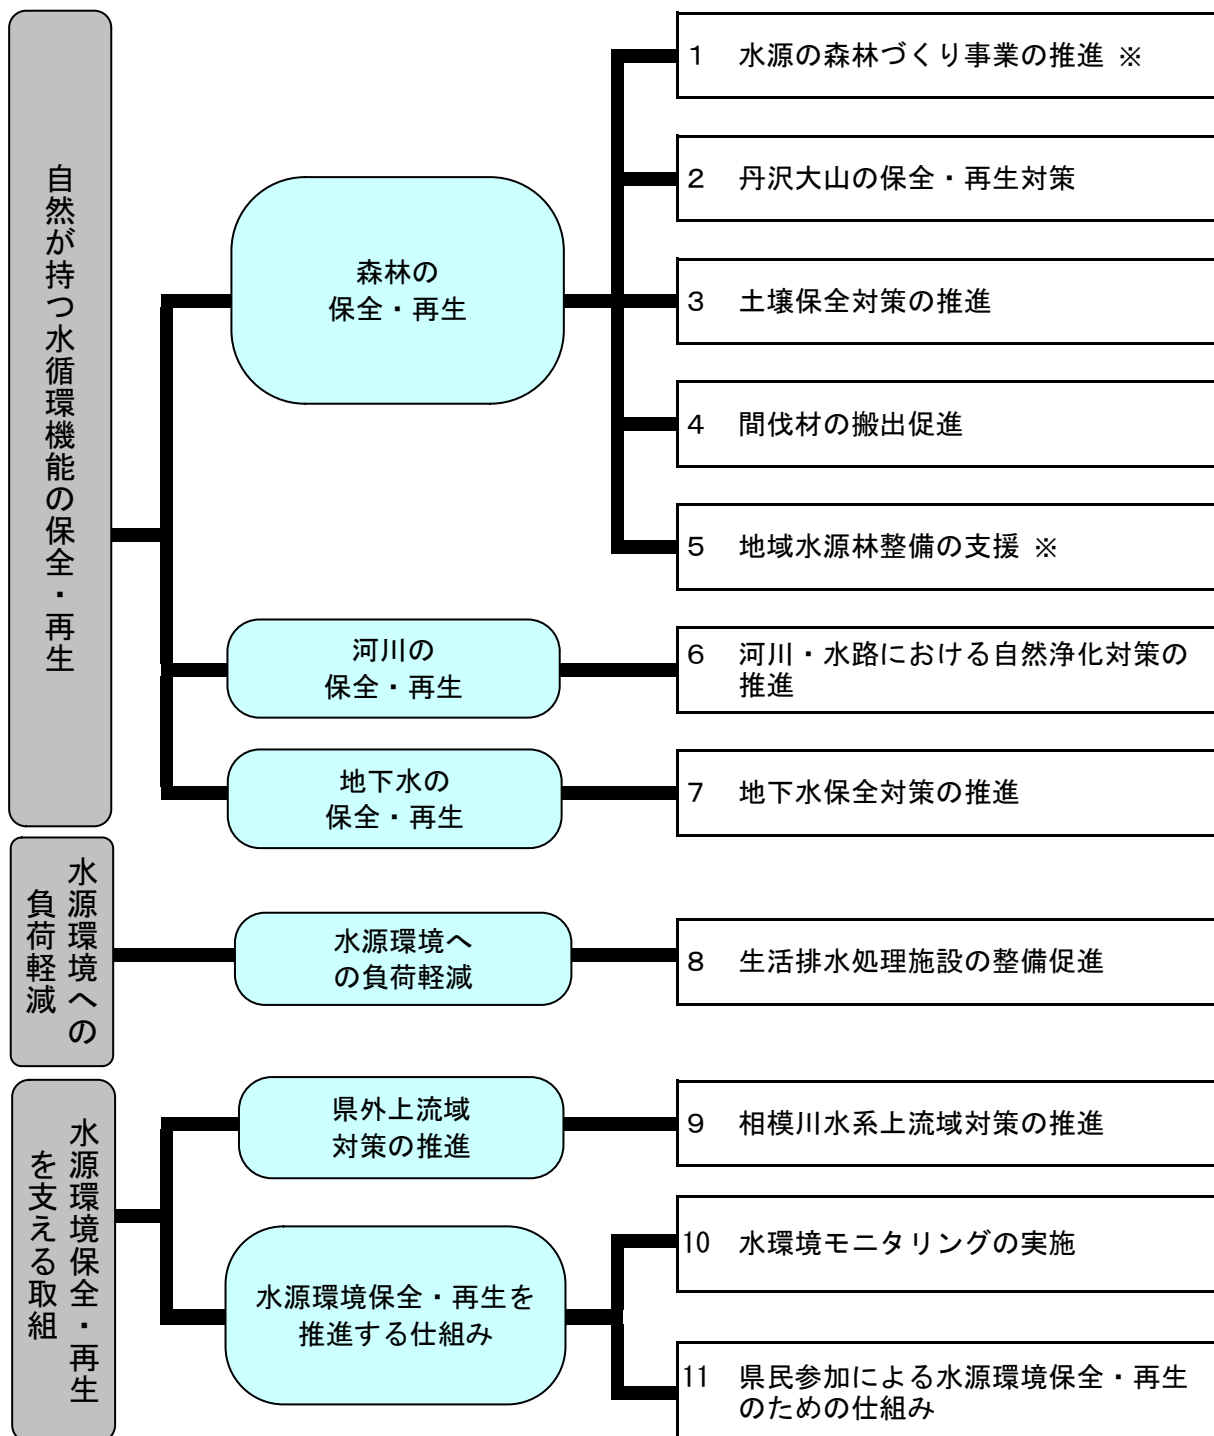 自然が持つ水循環機能の保全・再生
森林の
保全・再生
1 水源の森林づくり事業の推進 ※
2 丹沢大山の保全・再生対策
3 土壌保全対策の推進
4 間伐材の搬出促進
5 地域水源林整備の支援 ※
河川の
保全・再生
6 河川・水路における自然浄化対策の
推進
地下水の
保全・再生
7 地下水保全対策の推進
水源環境への
負荷軽減
水源環境へ
の負荷軽減
8 生活排水処理施設の整備促進
水源環境保全・再生
を支える取組
県外上流域
対策の推進
9 相模川水系上流域対策の推進
水源環境保全・再生を
推進する仕組み
10 水環境モニタリングの実施
11 県民参加による水源環境保全・再生
のための仕組み